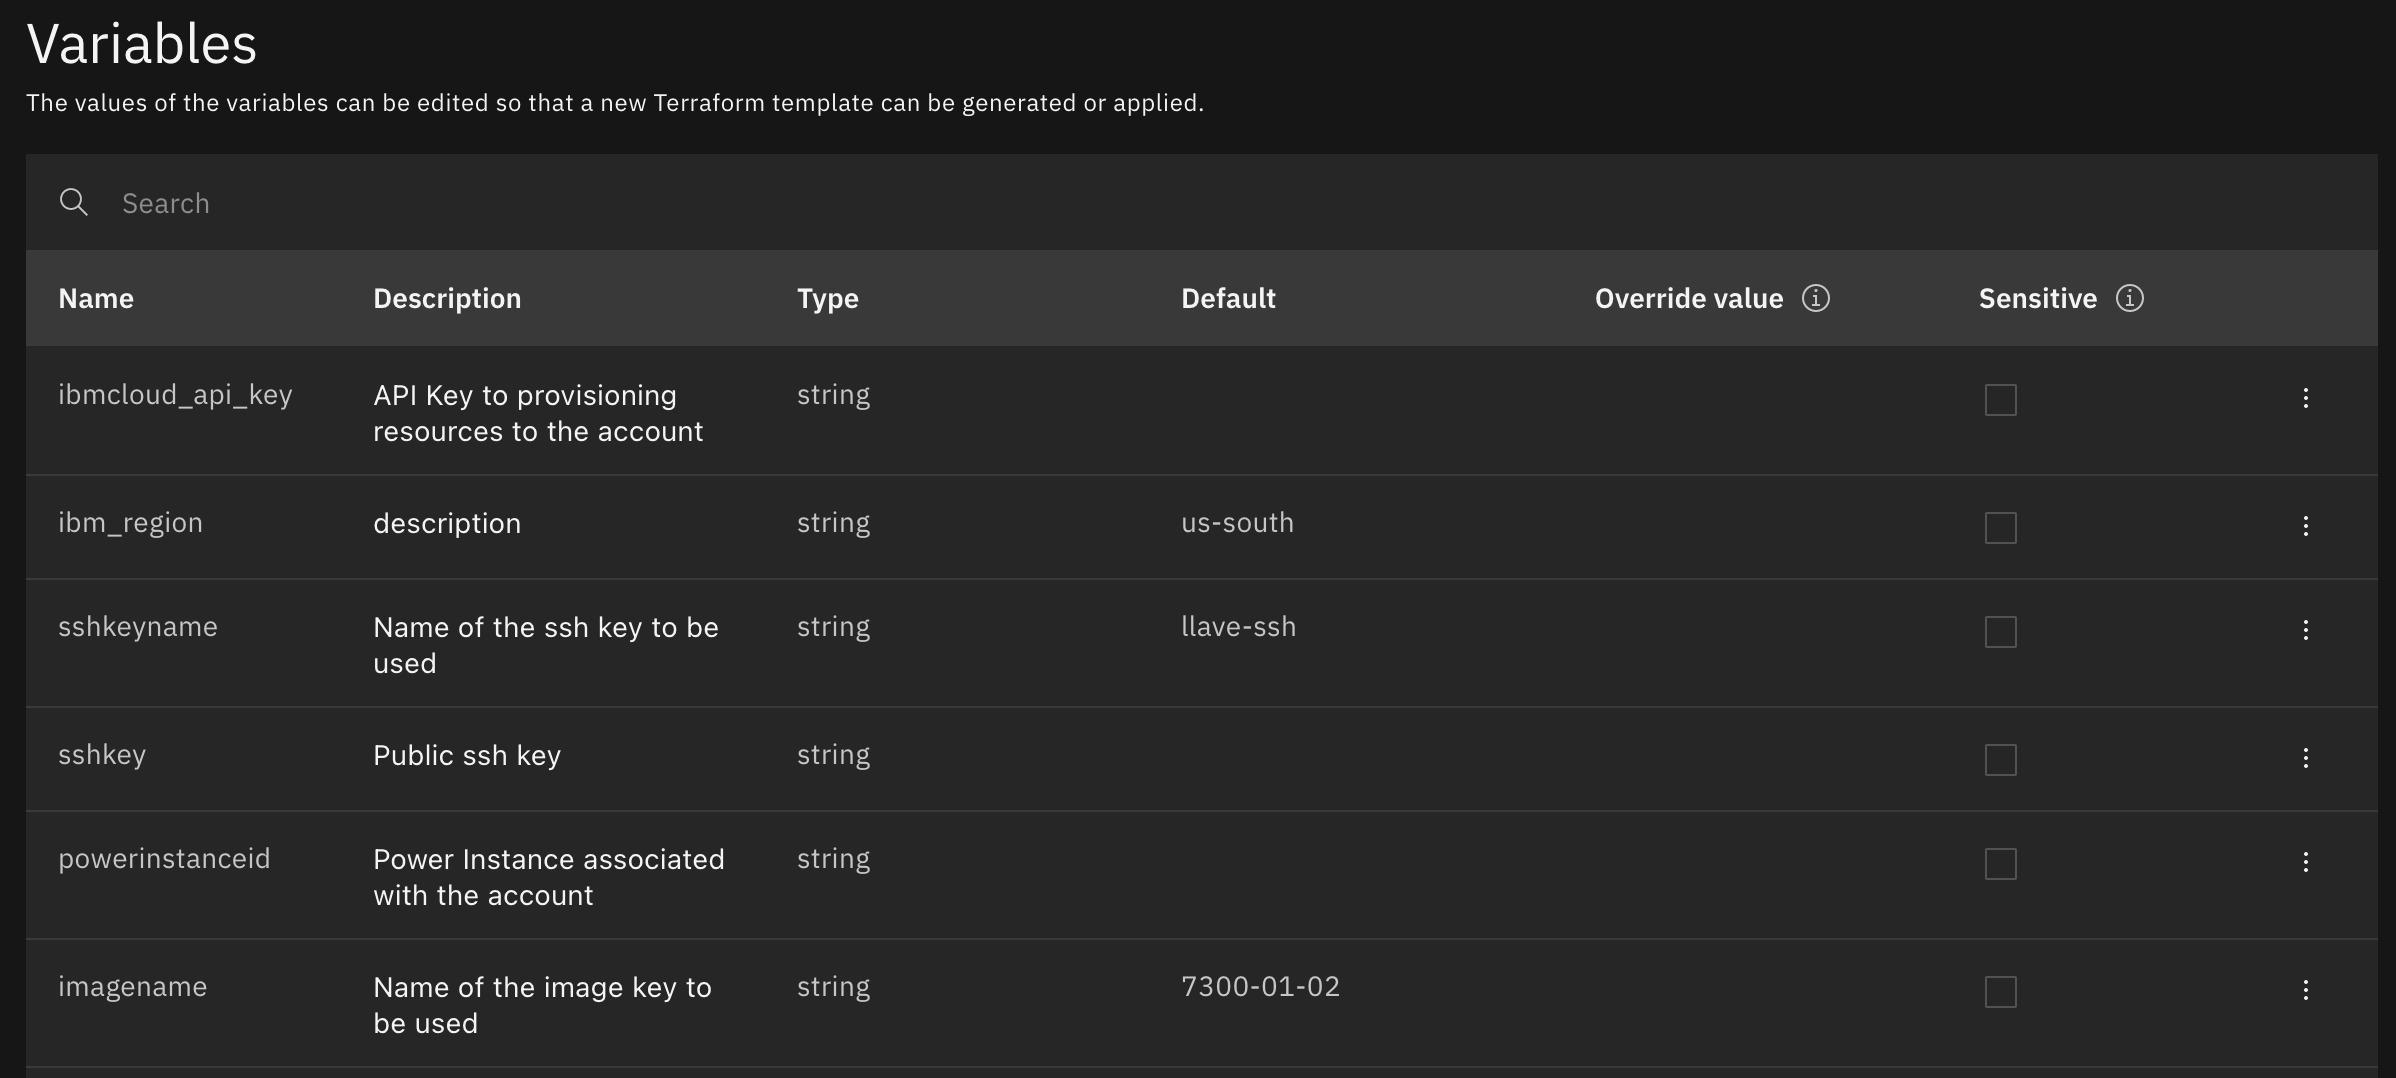 Variables
The values of the variables can be edited so that a new Terraform template can be generated or applied.
Search
Name Description Type Default Override value Sensitive
ibmcloud_api_key API Key to provisioning string
resources to the account
ibm_region description string us-south
sshkeyname Name of the ssh key to be string llave-ssh
used
sshkey Public ssh key string
powerinstanceid Power Instance associated string
with the account
imagename Name of the image key to string 7300-01-02
be used